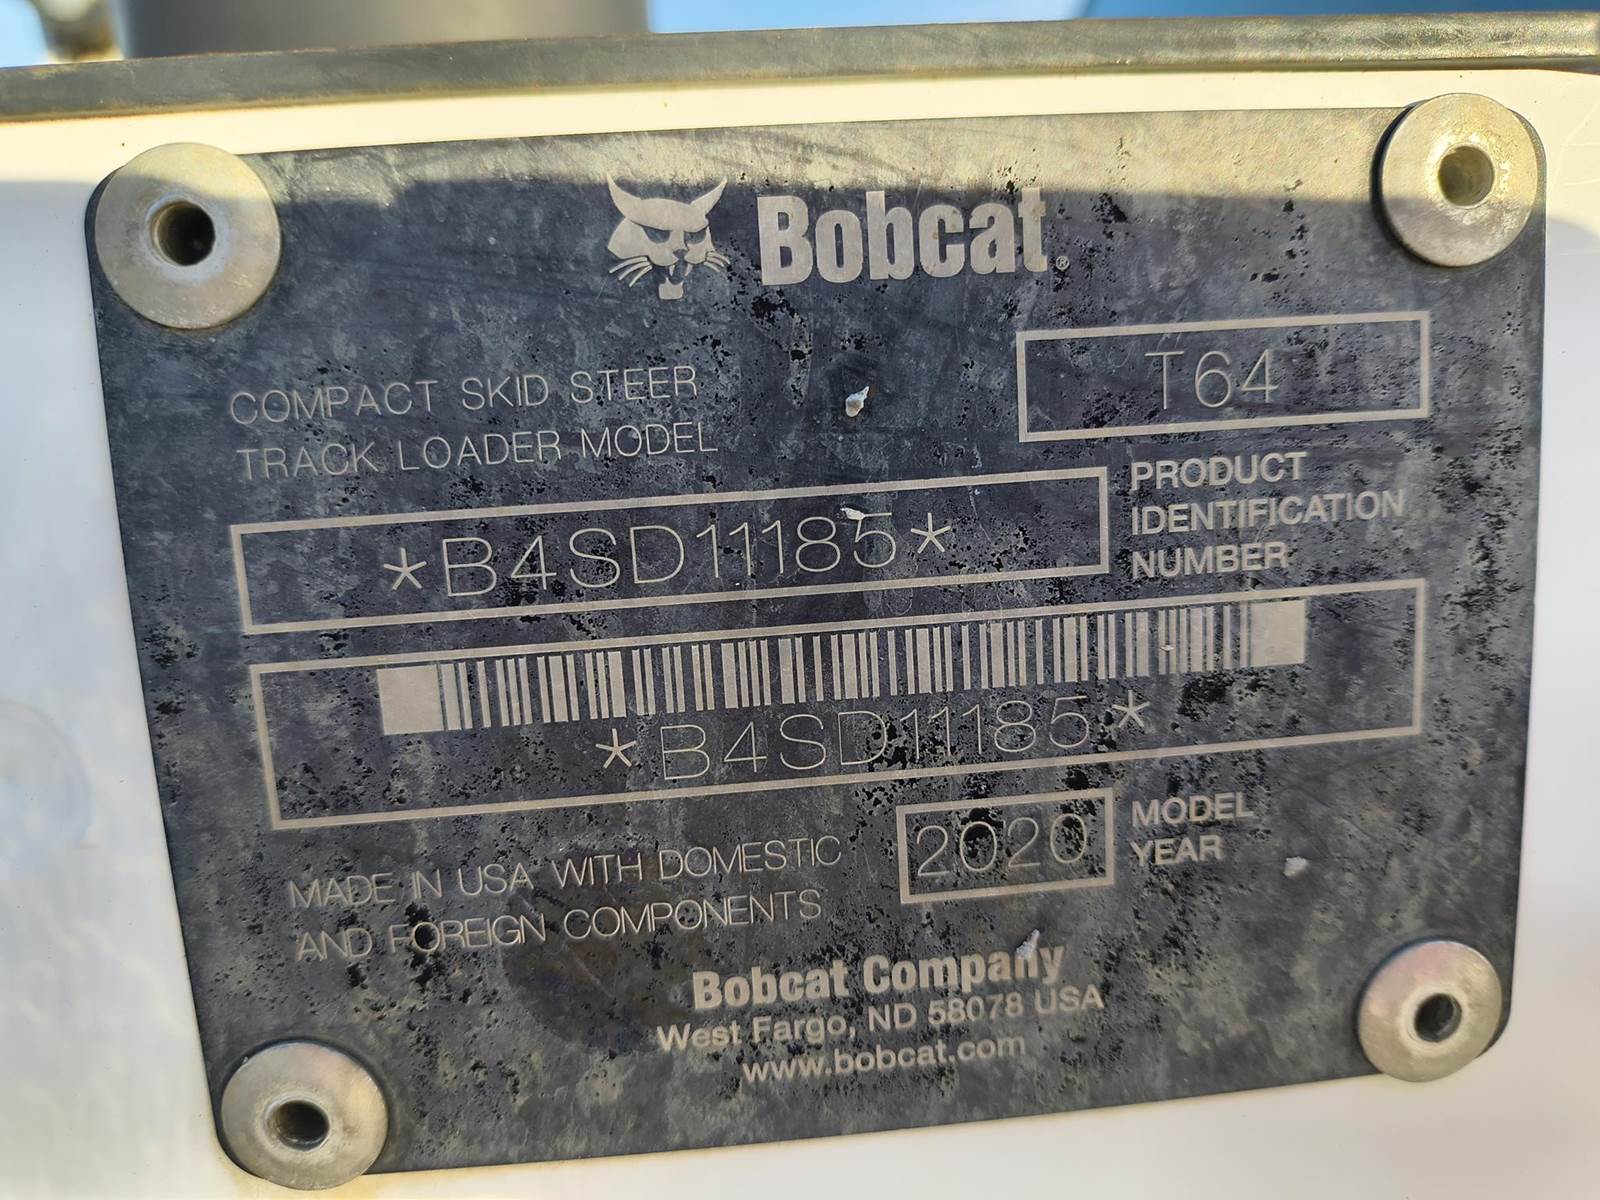 Bobcat®
COMPACT SKID STEER
TRACK LOADER MODEL
T64
*B4SD11185*
PRODUCT
IDENTIFICATION
NUMBER
*B4SD11185*
MADE IN USA WITH DOMESTIC
AND FOREIGN COMPONENTS
2020
MODEL
YEAR
Bobcat Company
West Fargo, ND 58078 USA
www.bobcat.com